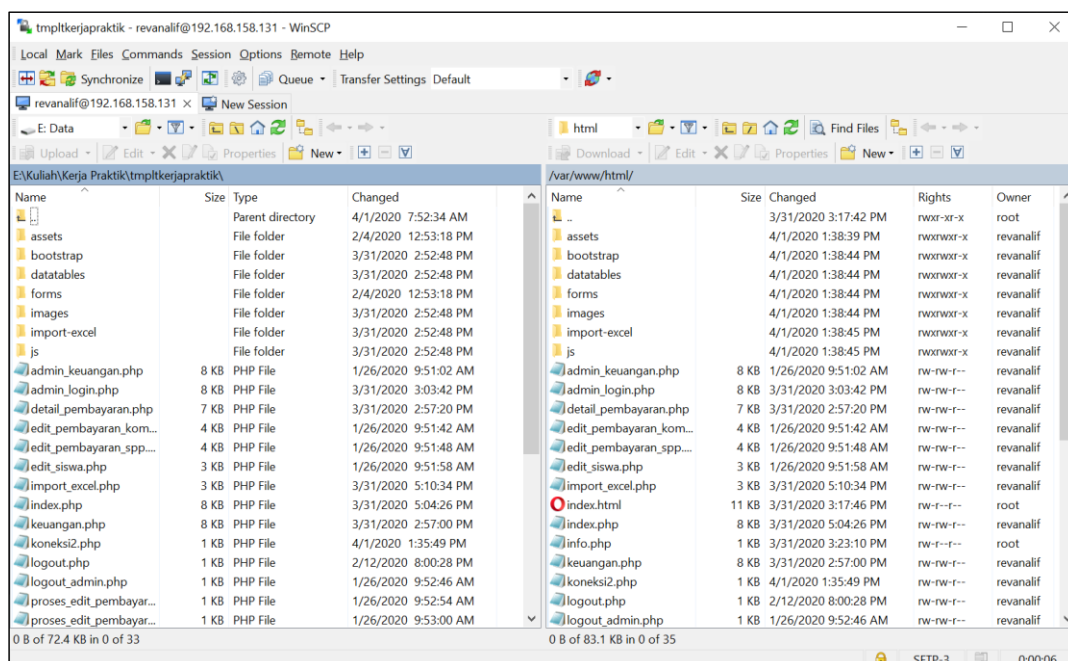 tmpltkerjapraktik - revanalif@192.168.158.131 - WinSCP
Local Mark Files Commands Session Options Remote Help
Synchronize Queue Transfer Settings Default
revanalif@192.168.158.131 × New Session
E: Data
Upload Edit Properties New
E:\Kuliah\Kerja Praktik\tmpltkerjapraktik\
Name Size Type Changed
.. Parent directory 4/1/2020 7:52:34 AM
assets File folder 2/4/2020 12:53:18 PM
bootstrap File folder 3/31/2020 2:52:48 PM
datatables File folder 3/31/2020 2:52:48 PM
forms File folder 2/4/2020 12:53:18 PM
images File folder 3/31/2020 2:52:48 PM
import-excel File folder 3/31/2020 2:52:48 PM
js File folder 3/31/2020 2:52:48 PM
admin_keuangan.php 8 KB PHP File 1/26/2020 9:51:02 AM
admin_login.php 8 KB PHP File 3/31/2020 3:03:42 PM
detail_pembayaran.php 7 KB PHP File 3/31/2020 2:57:20 PM
edit_pembayaran_kom... 4 KB PHP File 1/26/2020 9:51:42 AM
edit_pembayaran_spp.... 4 KB PHP File 1/26/2020 9:51:48 AM
edit_siswa.php 3 KB PHP File 1/26/2020 9:51:58 AM
import_excel.php 3 KB PHP File 3/31/2020 5:10:34 PM
index.php 8 KB PHP File 3/31/2020 5:04:26 PM
keuangan.php 8 KB PHP File 3/31/2020 2:57:00 PM
koneksi2.php 1 KB PHP File 4/1/2020 1:35:49 PM
logout.php 1 KB PHP File 2/12/2020 8:00:28 PM
logout_admin.php 1 KB PHP File 1/26/2020 9:52:46 AM
proses_edit_pembayar... 1 KB PHP File 1/26/2020 9:52:54 AM
proses_edit_pembayar... 1 KB PHP File 1/26/2020 9:53:00 AM
0 B of 72.4 KB in 0 of 33
html Find Files
Download Edit Properties New
/var/www/html/
Name Size Changed Rights Owner
.. 3/31/2020 3:17:42 PM rwxr-xr-x root
assets 4/1/2020 1:38:39 PM rwxrwxr-x revanalif
bootstrap 4/1/2020 1:38:44 PM rwxrwxr-x revanalif
datatables 4/1/2020 1:38:44 PM rwxrwxr-x revanalif
forms 4/1/2020 1:38:44 PM rwxrwxr-x revanalif
images 4/1/2020 1:38:44 PM rwxrwxr-x revanalif
import-excel 4/1/2020 1:38:45 PM rwxrwxr-x revanalif
js 4/1/2020 1:38:45 PM rwxrwxr-x revanalif
admin_keuangan.php 8 KB 1/26/2020 9:51:02 AM rw-rw-r-- revanalif
admin_login.php 8 KB 3/31/2020 3:03:42 PM rw-rw-r-- revanalif
detail_pembayaran.php 7 KB 3/31/2020 2:57:20 PM rw-rw-r-- revanalif
edit_pembayaran_kom... 4 KB 1/26/2020 9:51:42 AM rw-rw-r-- revanalif
edit_pembayaran_spp.... 4 KB 1/26/2020 9:51:48 AM rw-rw-r-- revanalif
edit_siswa.php 3 KB 1/26/2020 9:51:58 AM rw-rw-r-- revanalif
import_excel.php 3 KB 3/31/2020 5:10:34 PM rw-rw-r-- revanalif
index.html 11 KB 3/31/2020 3:17:46 PM rw-r--r-- root
index.php 8 KB 3/31/2020 5:04:26 PM rw-rw-r-- revanalif
info.php 1 KB 3/31/2020 3:23:10 PM rw-r--r-- root
keuangan.php 8 KB 3/31/2020 2:57:00 PM rw-rw-r-- revanalif
koneksi2.php 1 KB 4/1/2020 1:35:49 PM rw-rw-r-- revanalif
logout.php 1 KB 2/12/2020 8:00:28 PM rw-rw-r-- revanalif
logout_admin.php 1 KB 1/26/2020 9:52:46 AM rw-rw-r-- revanalif
0 B of 83.1 KB in 0 of 35
SFTP-3 0:00:06